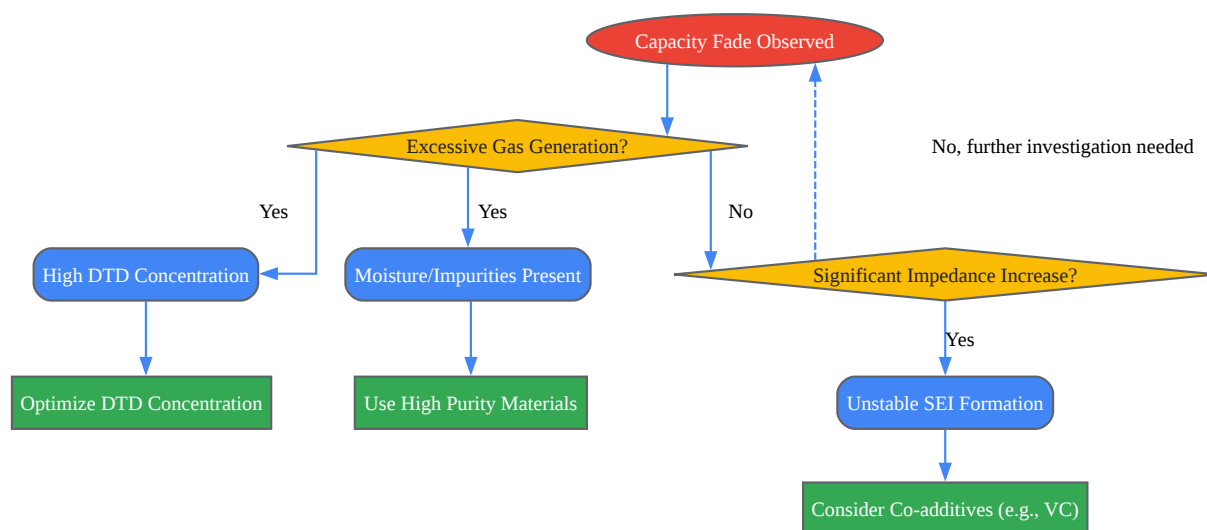 Capacity Fade Observed
Excessive Gas Generation?
No, further investigation needed
Yes
Yes
No
High DTD Concentration
Moisture/Impurities Present
Significant Impedance Increase?
Yes
Optimize DTD Concentration
Use High Purity Materials
Unstable SEI Formation
Consider Co-additives (e.g., VC)